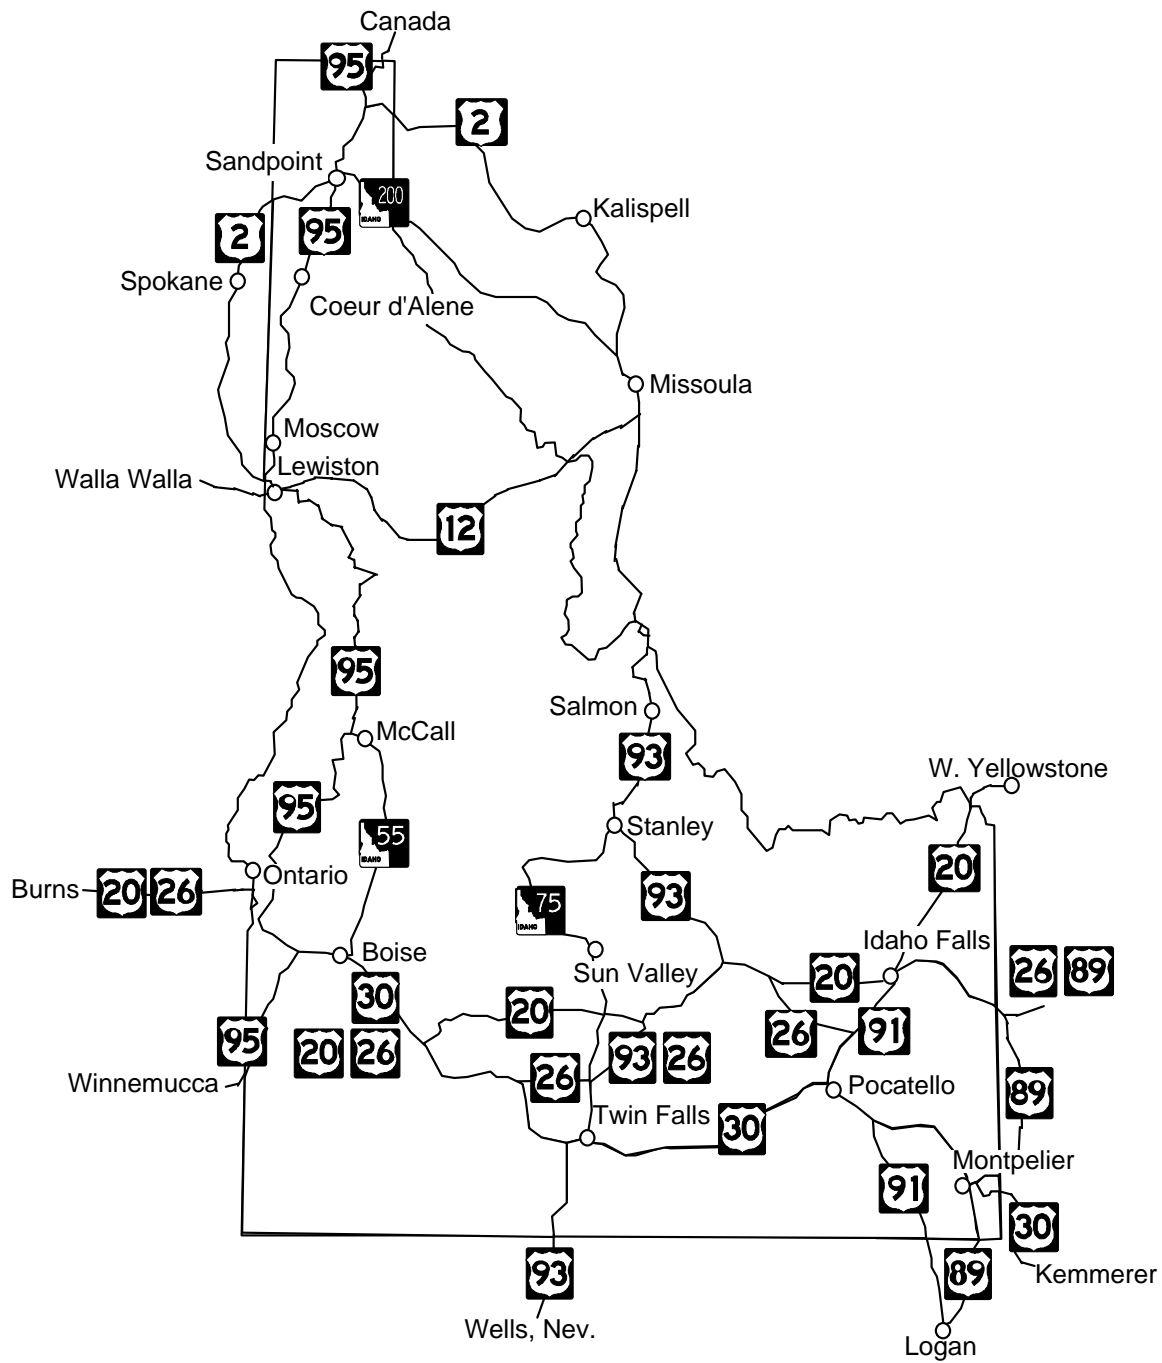 Canada
95
2
Sandpoint
200
IDAHO
Kalispell
2
95
Spokane
Coeur d'Alene
Missoula
Moscow
Lewiston
Walla Walla
12
95
Salmon
McCall
93
W. Yellowstone
95
Stanley
55
IDAHO
20
Ontario
Burns
20
26
93
75
IDAHO
Boise
Idaho Falls
Sun Valley
26
89
20
30
20
26
91
95
20
26
93
26
Winnemucca
26
Pocatello
89
Twin Falls
30
Montpelier
91
30
93
89
Kemmerer
Wells, Nev.
Logan